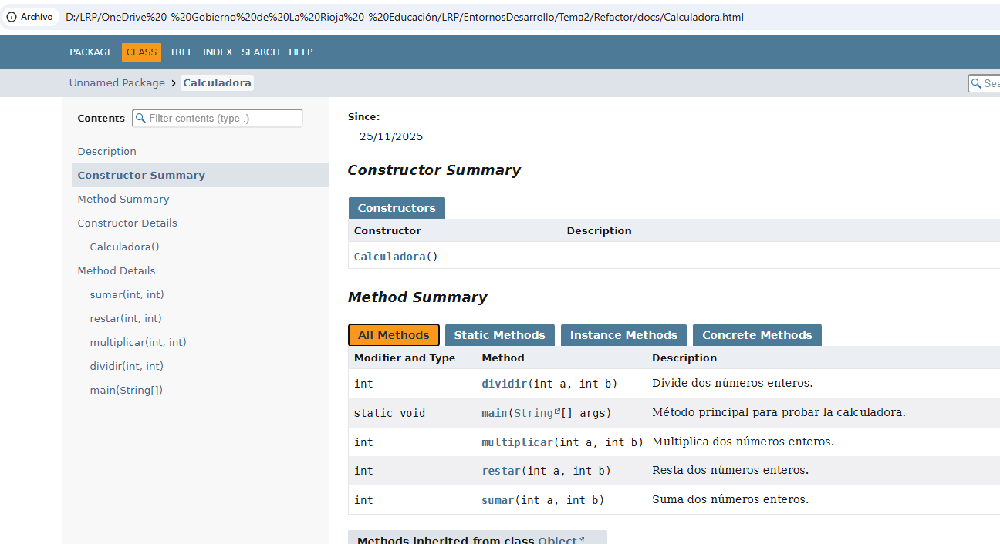 Archivo D:/LRP/OneDrive%20-%20Gobierno%20de%20La%20Rioja%20-%20Educación/LRP/EntornosDesarrollo/Tema2/Refactor/docs/Calculadora.html
PACKAGE CLASS TREE INDEX SEARCH HELP
Unnamed Package > Calculadora
Sea
Contents Filter contents (type .)
Description
Constructor Summary
Method Summary
Constructor Details
Calculadora()
Method Details
sumar(int, int)
restar(int, int)
multiplicar(int, int)
dividir(int, int)
main(String[])
Since:
25/11/2025
Constructor Summary
Constructors
Constructor Description
Calculadora()
Method Summary
All Methods Static Methods Instance Methods Concrete Methods
Modifier and Type Method Description
int dividir(int a, int b) Divide dos números enteros.
static void main(String[] args) Método principal para probar la calculadora.
int multiplicar(int a, int b) Multiplica dos números enteros.
int restar(int a, int b) Resta dos números enteros.
int sumar(int a, int b) Suma dos números enteros.
Methods inherited from class Object